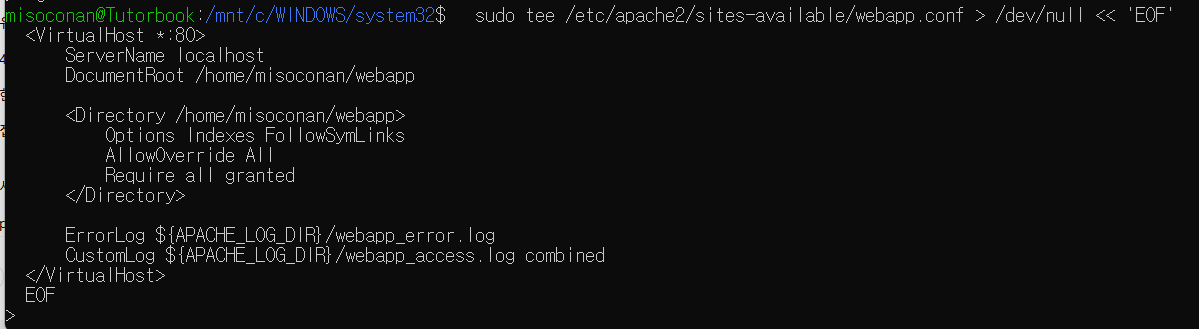 misoconan@Tutorbook:/mnt/c/WINDOWS/system32$   sudo tee /etc/apache2/sites-available/webapp.conf > /dev/null << 'EOF'
  <VirtualHost *:80>
      ServerName localhost
      DocumentRoot /home/misoconan/webapp

      <Directory /home/misoconan/webapp>
          Options Indexes FollowSymLinks
          AllowOverride All
          Require all granted
      </Directory>

      ErrorLog ${APACHE_LOG_DIR}/webapp_error.log
      CustomLog ${APACHE_LOG_DIR}/webapp_access.log combined
  </VirtualHost>
  EOF
>